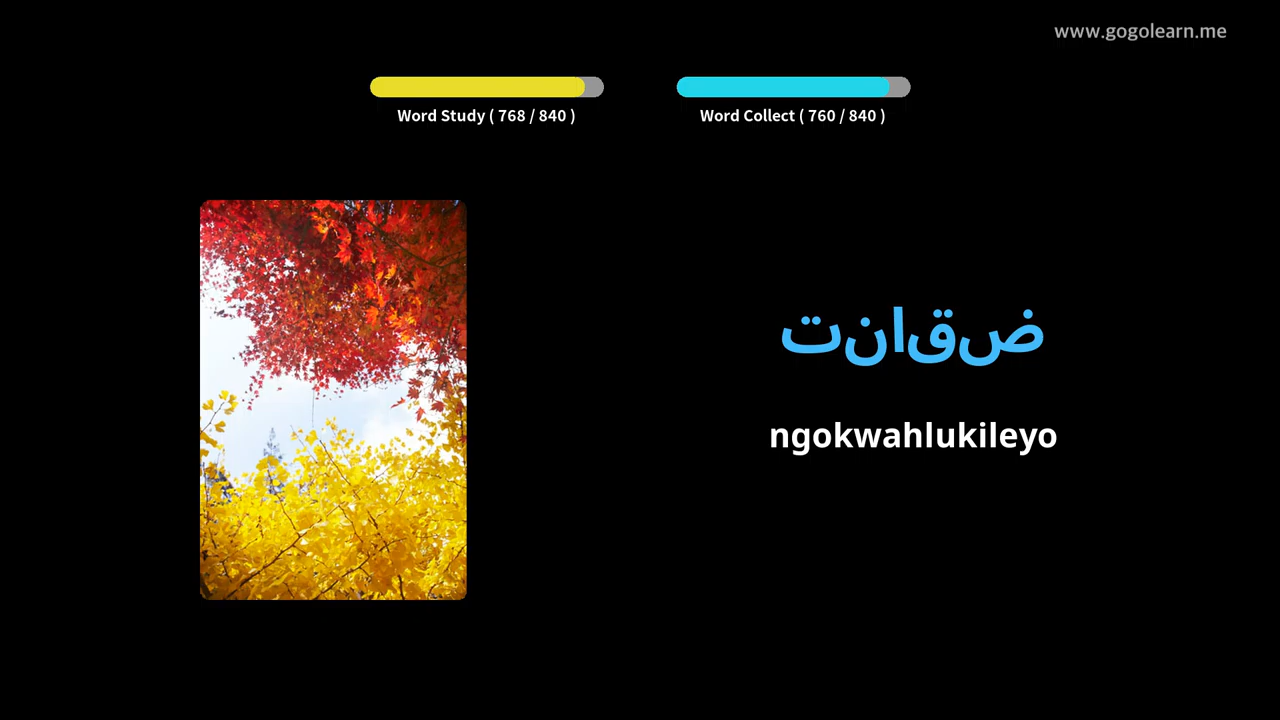 www.gogolearn.me
Word Study ( 768 / 840 )
Word Collect ( 760 / 840 )
تناقض
ngokwahlukileyo